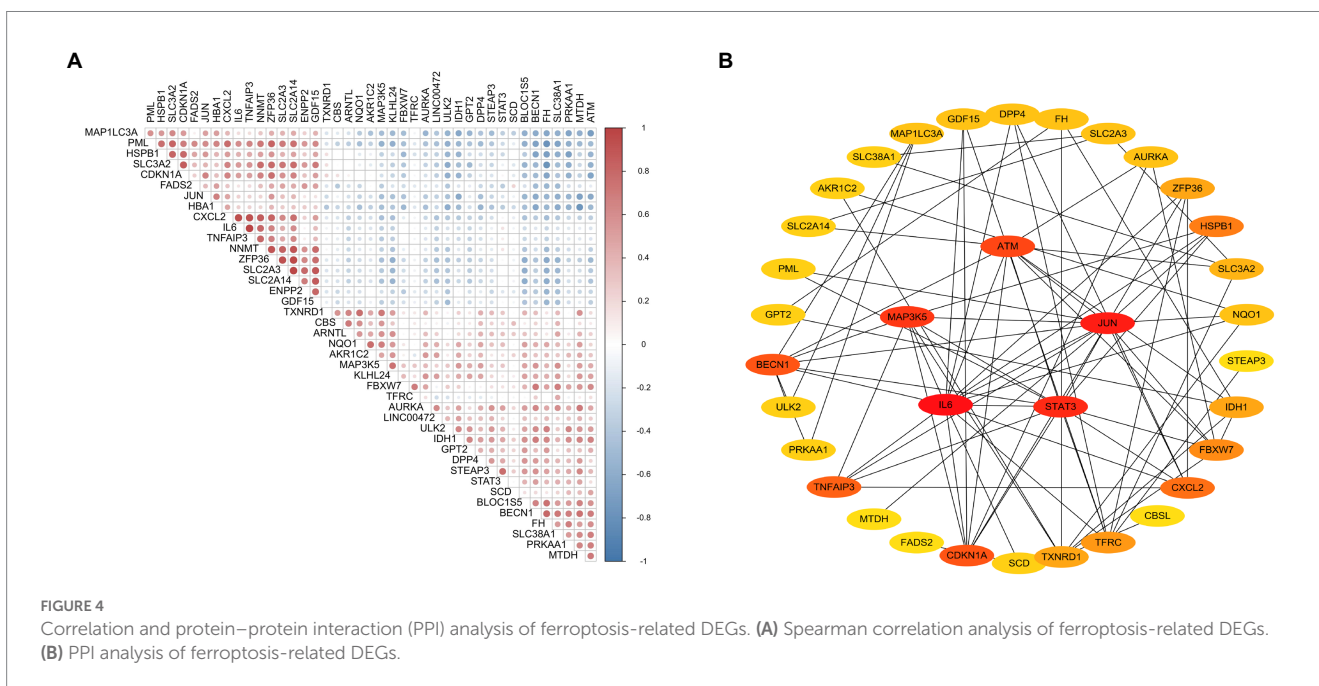 A
B
PML
HSPB1
SLC3A2
CDKN1A
FADS2
JUN
HBA1
CXCL2
IL6
TNFAIP3
NNMT
ZFP36
SLC2A3
SLC2A14
ENPP2
GDF15
TXNRD1
CBS
ARNTL
NQO1
AKR1C2
MAP3K5
KLHL24
FBXW7
TFRC
AURKA
LINC00472
ULK2
IDH1
GPT2
DPP4
STEAP3
STAT3
SCD
BLOC1S5
BECN1
FH
SLC38A1
PRKAA1
MTDH
ATM
MAP1LC3A
PML
HSPB1
SLC3A2
CDKN1A
FADS2
JUN
HBA1
CXCL2
IL6
TNFAIP3
NNMT
ZFP36
SLC2A3
SLC2A14
ENPP2
GDF15
TXNRD1
CBS
ARNTL
NQO1
AKR1C2
MAP3K5
KLHL24
FBXW7
TFRC
AURKA
LINC00472
ULK2
IDH1
GPT2
DPP4
STEAP3
STAT3
SCD
BLOC1S5
BECN1
FH
SLC38A1
PRKAA1
MTDH
1
0.8
0.6
0.4
0.2
0
-0.2
-0.4
-0.6
-0.8
-1
GDF15
DPP4
FH
MAP1LC3A
SLC2A3
SLC38A1
AURKA
AKR1C2
ZFP36
SLC2A14
HSPB1
ATM
PML
SLC3A2
GPT2
MAP3K5
JUN
NQO1
BECN1
STEAP3
ULK2
IL6
STAT3
IDH1
PRKAA1
FBXW7
TNFAIP3
CXCL2
MTDH
CBSL
FADS2
CDKN1A
SCD
TXNRD1
TFRC
FIGURE 4
Correlation and protein–protein interaction (PPI) analysis of ferroptosis-related DEGs. (A) Spearman correlation analysis of ferroptosis-related DEGs.
(B) PPI analysis of ferroptosis-related DEGs.